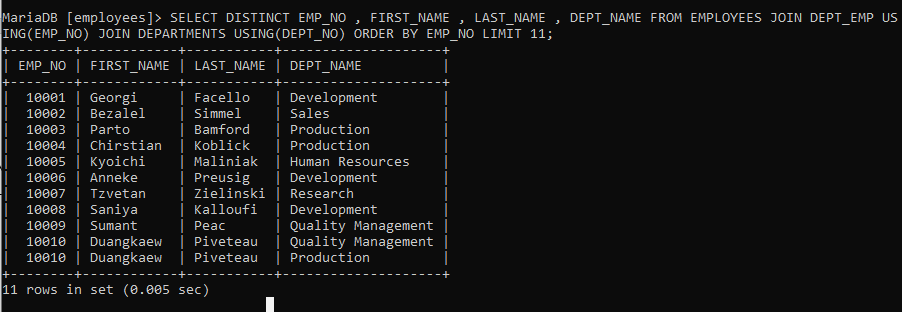 MariaDB [employees]> SELECT DISTINCT EMP_NO , FIRST_NAME , LAST_NAME , DEPT_NAME FROM EMPLOYEES JOIN DEPT_EMP US
ING(EMP_NO) JOIN DEPARTMENTS USING(DEPT_NO) ORDER BY EMP_NO LIMIT 11;
+--------+------------+-----------+--------------------+
| EMP_NO | FIRST_NAME | LAST_NAME | DEPT_NAME          |
+--------+------------+-----------+--------------------+
|  10001 | Georgi     | Facello   | Development        |
|  10002 | Bezalel    | Simmel    | Sales              |
|  10003 | Parto      | Bamford   | Production         |
|  10004 | Chirstian  | Koblick   | Production         |
|  10005 | Kyoichi    | Maliniak  | Human Resources    |
|  10006 | Anneke     | Preusig   | Development        |
|  10007 | Tzvetan    | Zielinski | Research           |
|  10008 | Saniya     | Kalloufi  | Development        |
|  10009 | Sumant     | Peac      | Quality Management |
|  10010 | Duangkaew  | Piveteau  | Quality Management |
|  10010 | Duangkaew  | Piveteau  | Production         |
+--------+------------+-----------+--------------------+
11 rows in set (0.005 sec)